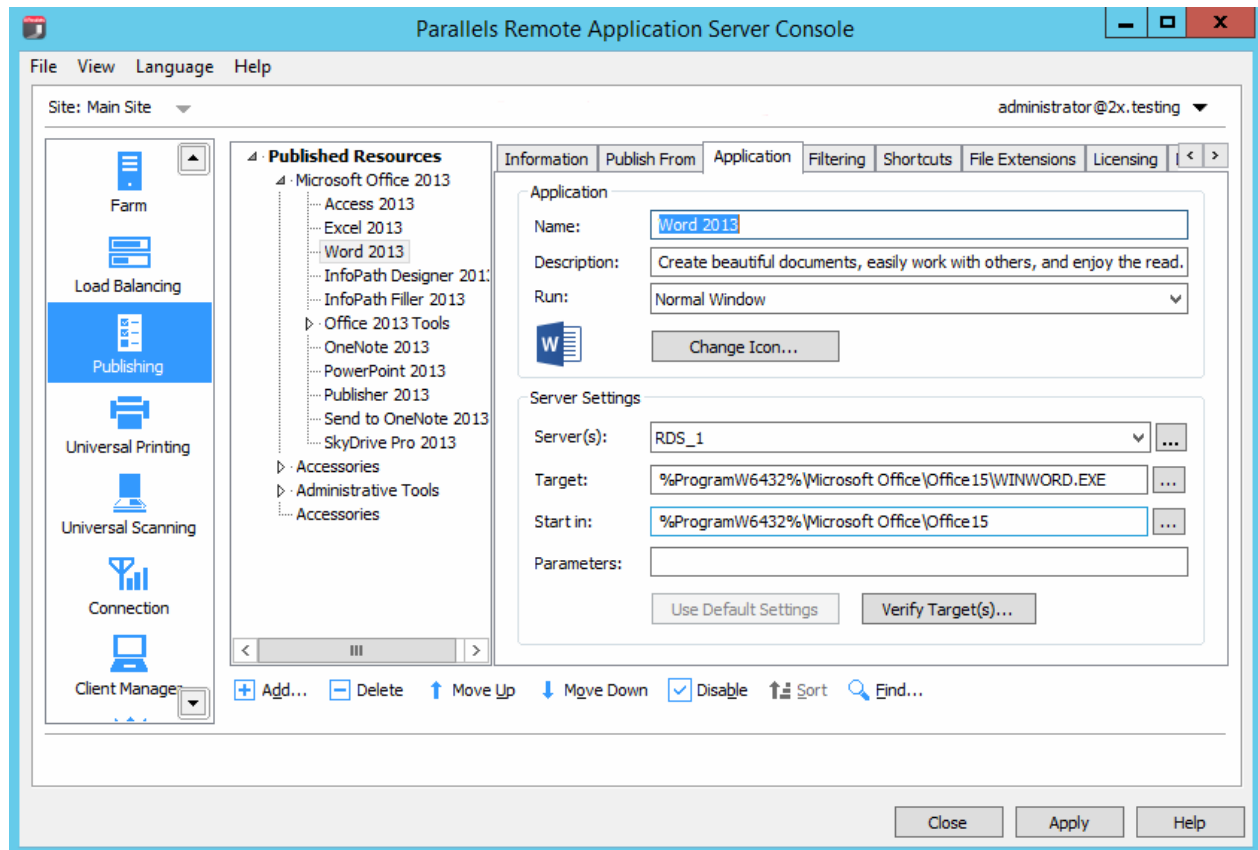 Parallels Remote Application Server Console
File View Language Help
Site: Main Site
administrator@2x.testing
Farm
Load Balancing
Publishing
Universal Printing
Universal Scanning
Connection
Client Manager
Published Resources
Microsoft Office 2013
Access 2013
Excel 2013
Word 2013
InfoPath Designer 201
InfoPath Filler 2013
Office 2013 Tools
OneNote 2013
PowerPoint 2013
Publisher 2013
Send to OneNote 2013
SkyDrive Pro 2013
Accessories
Administrative Tools
Accessories
Information Publish From Application Filtering Shortcuts File Extensions Licensing
Application
Name: Word 2013
Description: Create beautiful documents, easily work with others, and enjoy the read.
Run: Normal Window
W
Change Icon...
Server Settings
Server(s): RDS_1 ...
Target: %ProgramW6432%\Microsoft Office\Office15\WINWORD.EXE ...
Start in: %ProgramW6432%\Microsoft Office\Office15 ...
Parameters:
Use Default Settings Verify Target(s)...
Add... Delete Move Up Move Down Disable Sort Find...
Close Apply Help